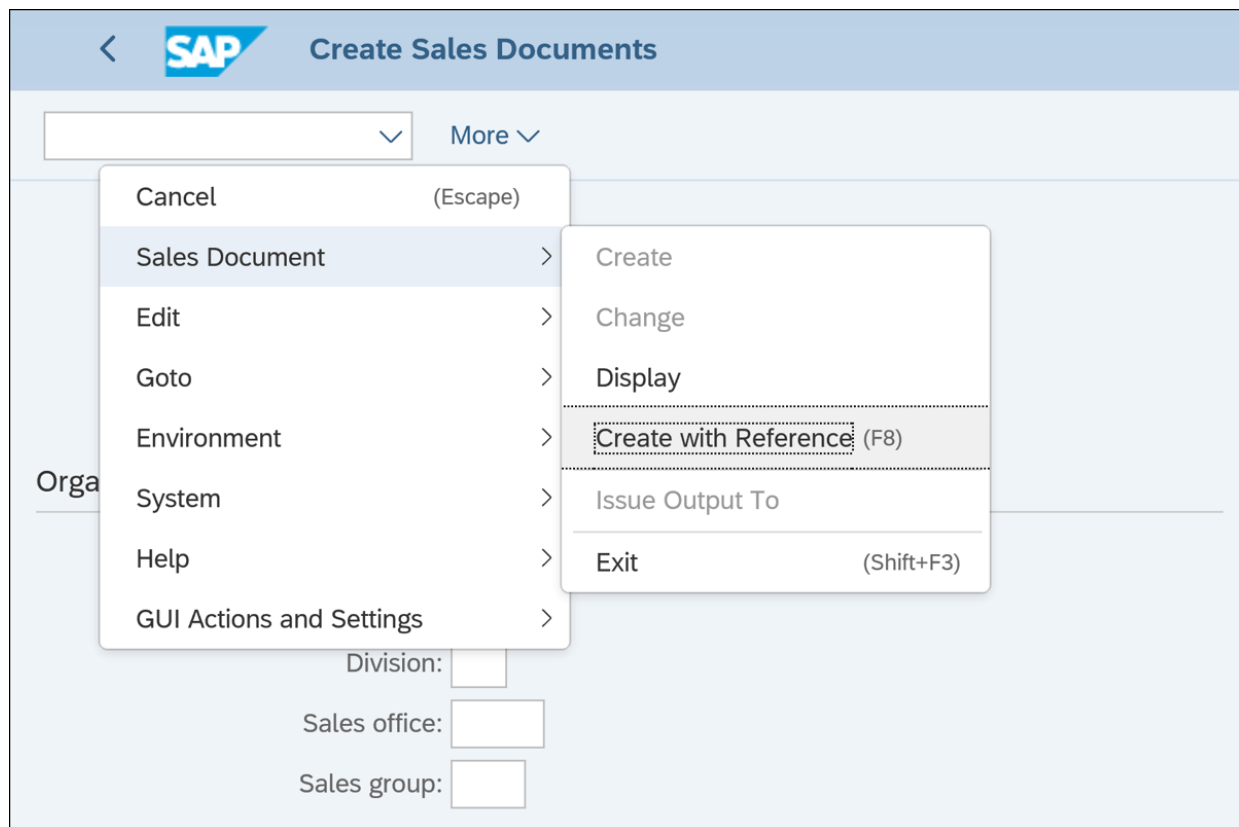 SAP Create Sales Documents
More
Cancel (Escape)
Sales Document
Edit
Goto
Environment
System
Help
GUI Actions and Settings
Create
Change
Display
Create with Reference (F8)
Issue Output To
Exit (Shift+F3)
Orga
Division:
Sales office:
Sales group: